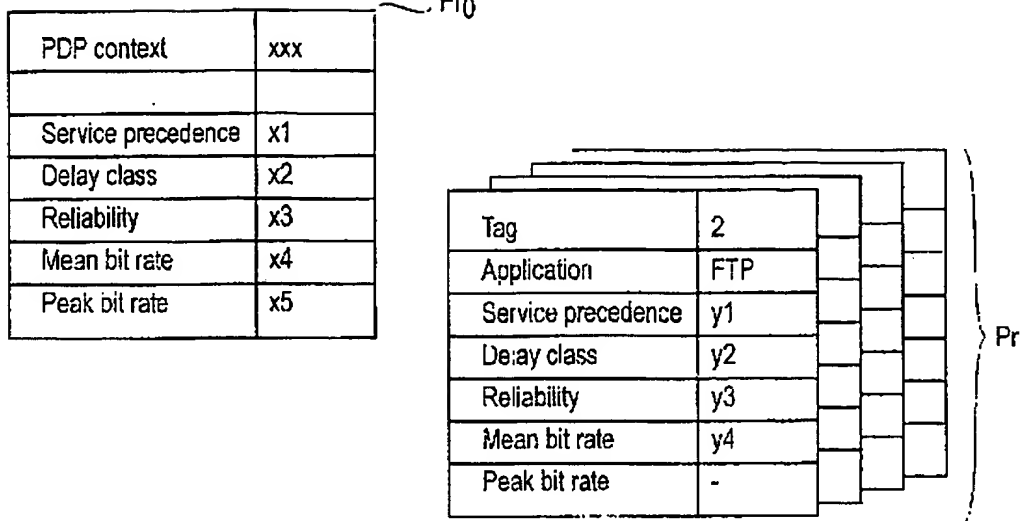 PDP context xxx
Service precedence x1
Delay class x2
Reliability x3
Mean bit rate x4
Peak bit rate x5
Tag 2
Application FTP
Service precedence y1
Delay class y2
Reliability y3
Mean bit rate y4
Peak bit rate -
Pr